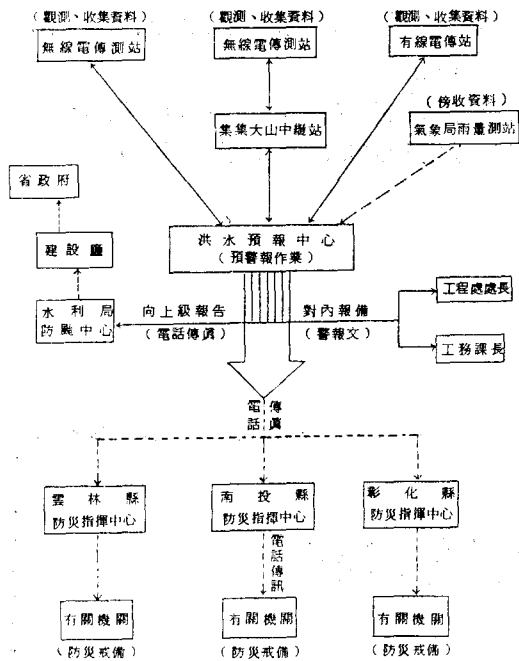 (觀測、收集資料)
(觀測、收集資料)
(觀測、收集資料)
無線電傳測站
無線電傳測站
有線電傳站
集集大山中繼站
(傍收資料)
氣象局雨量測站
省政府
建設廳
水利局
防颱中心
洪水預報中心
(預警報作業)
向上級報告
(電話傳眞)
對內報備
(警報文)
工程處處長
工務課長
電話
傳眞
雲林縣
防災指揮中心
南投縣
防災指揮中心
彰化縣
防災指揮中心
電話傳訊
有關機關
(防災戒備)
有關機關
(防災戒備)
有關機關
(防災戒備)